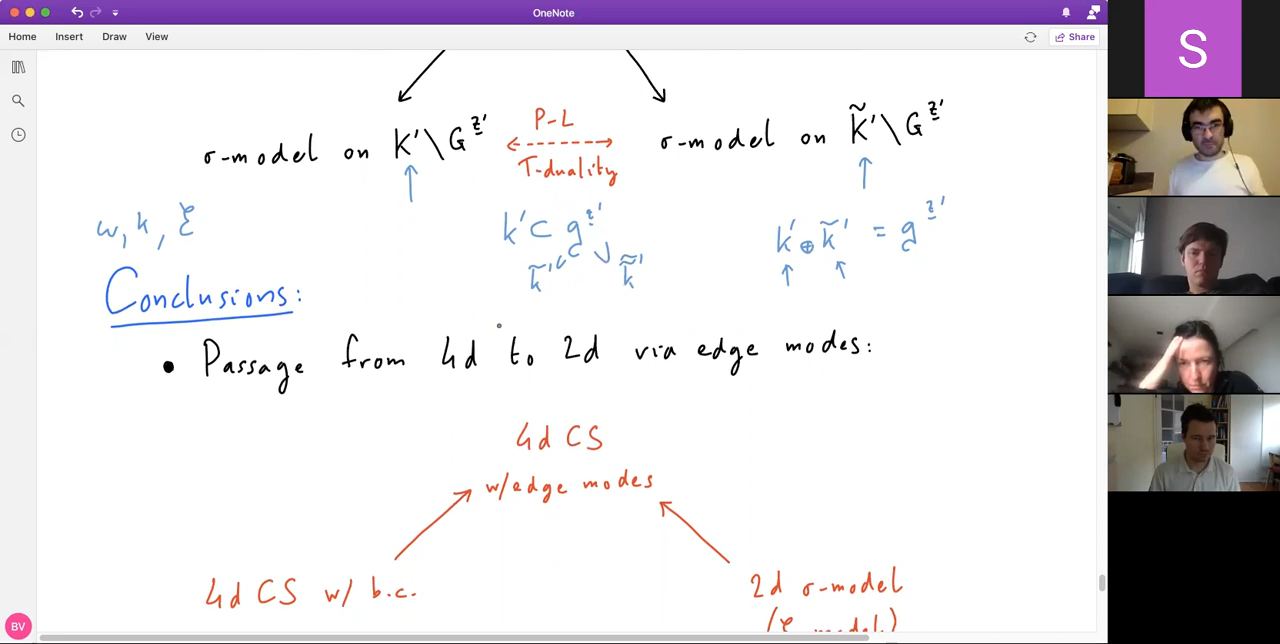 OneNote
Home Insert Draw View
Share
S
σ-model on K'\G^z' P-L σ-model on K̃'\G^z'
T-duality
ω, k, ξ
k' ⊂ g^z' k' ⊕ k̃' = g^z'
k̃' k̃̃'
Conclusions:
• Passage from 4d to 2d via edge modes:
4d CS
w/edge modes
4d CS w/ b.c. 2d σ-model
BV